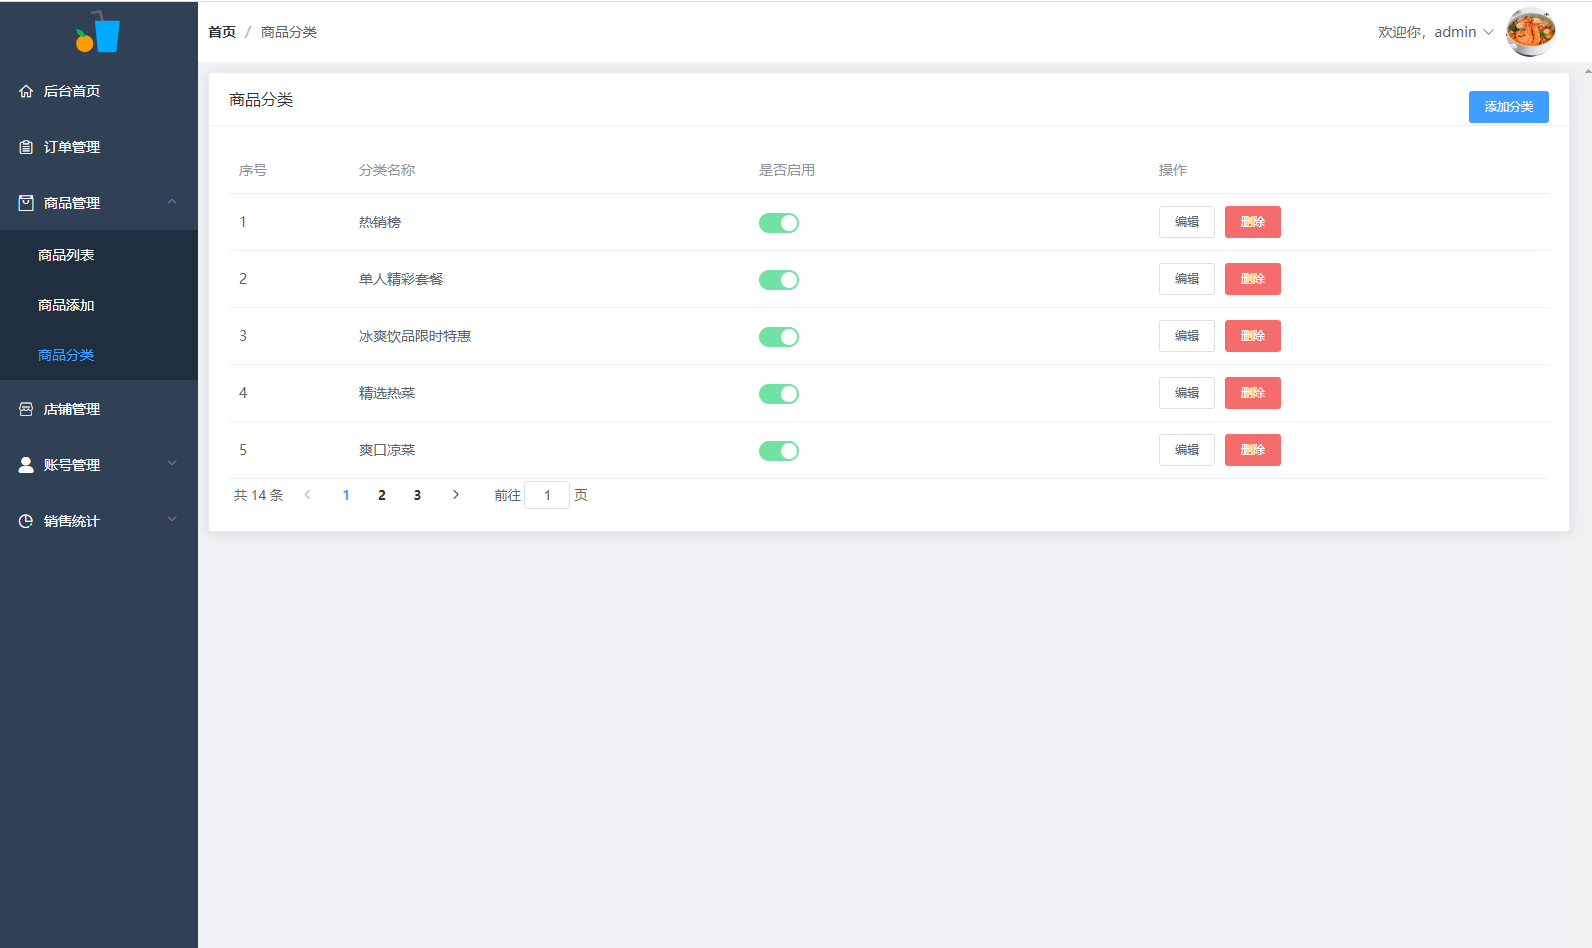 首页 / 商品分类
欢迎你，admin
后台首页
订单管理
商品管理
商品列表
商品添加
商品分类
店铺管理
账号管理
销售统计
商品分类
添加分类
序号 分类名称 是否启用 操作
1 热销榜 编辑 删除
2 单人精彩套餐 编辑 删除
3 冰爽饮品限时特惠 编辑 删除
4 精选热菜 编辑 删除
5 爽口凉菜 编辑 删除
共 14 条 1 2 3 前往 1 页